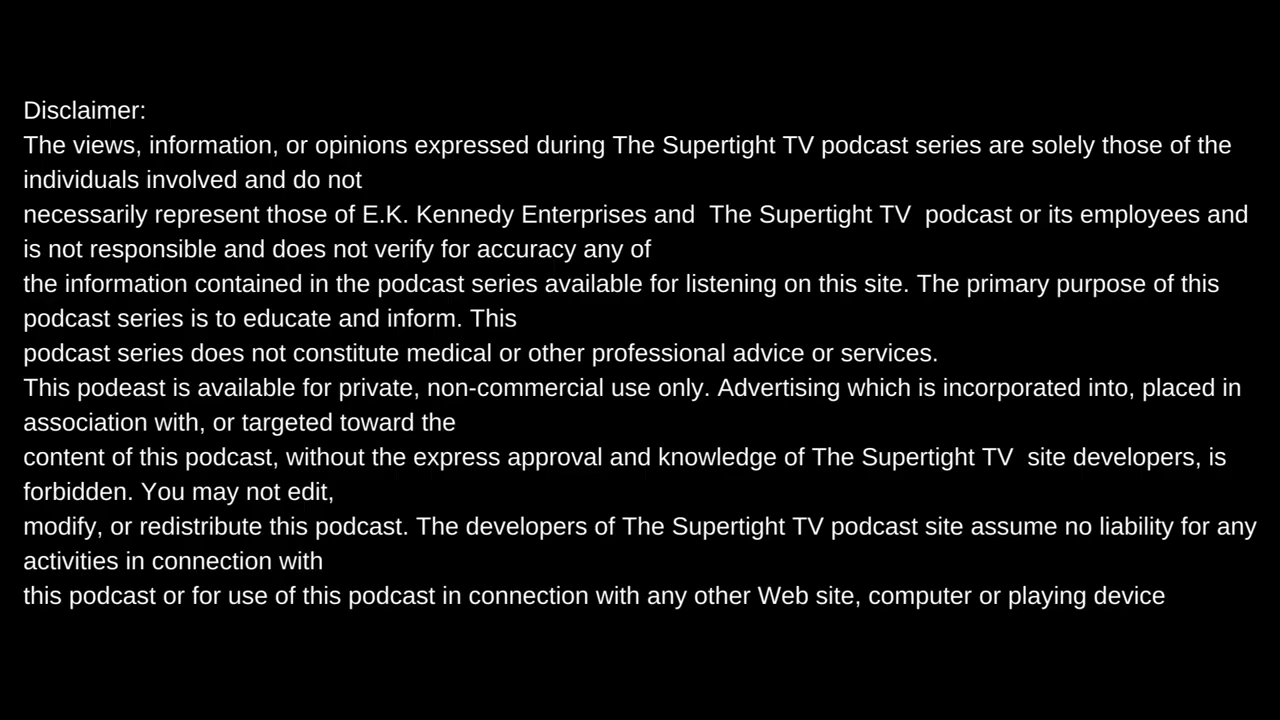 Disclaimer:
The views, information, or opinions expressed during The Supertight TV podcast series are solely those of the
individuals involved and do not
necessarily represent those of E.K. Kennedy Enterprises and  The Supertight TV  podcast or its employees and
is not responsible and does not verify for accuracy any of
the information contained in the podcast series available for listening on this site. The primary purpose of this
podcast series is to educate and inform. This
podcast series does not constitute medical or other professional advice or services.
This podeast is available for private, non-commercial use only. Advertising which is incorporated into, placed in
association with, or targeted toward the
content of this podcast, without the express approval and knowledge of The Supertight TV  site developers, is
forbidden. You may not edit,
modify, or redistribute this podcast. The developers of The Supertight TV podcast site assume no liability for any
activities in connection with
this podcast or for use of this podcast in connection with any other Web site, computer or playing device